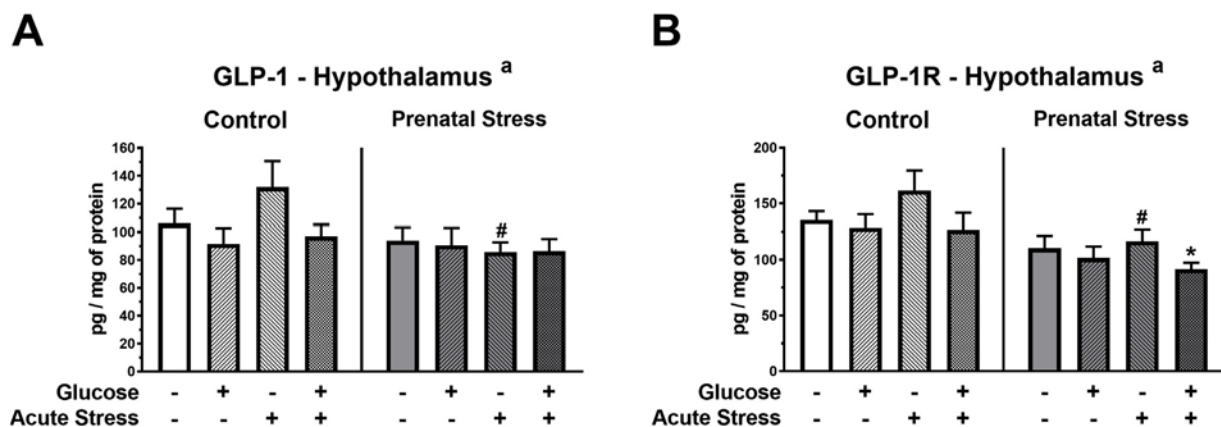 A
GLP-1 - Hypothalamus a
Control
Prenatal Stress
pg / mg of protein
160
140
120
100
80
60
40
20
0
#
Glucose - + - + - + - +
Acute Stress - - + + - - + +
B
GLP-1R - Hypothalamus a
Control
Prenatal Stress
pg / mg of protein
200
150
100
50
0
#
*
Glucose - + - + - + - +
Acute Stress - - + + - - + +